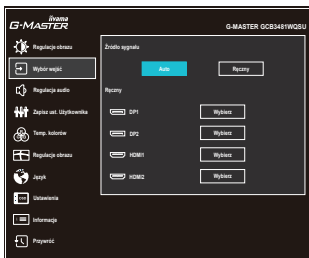 iiyama
G-MASTER
G-MASTER GCB3481WQSU
Regulacja obrazu
Wybór wejść
Regulacja audio
Zapisz ust. Użytkownika
Temp. kolorów
Regulacja obrazu
Język
OSD Ustawienia
Informacje
Przywróć
Źródło sygnału
Auto
Ręczny
Ręczny
DP1 Wybierz
DP2 Wybierz
HDMI1 Wybierz
HDMI2 Wybierz